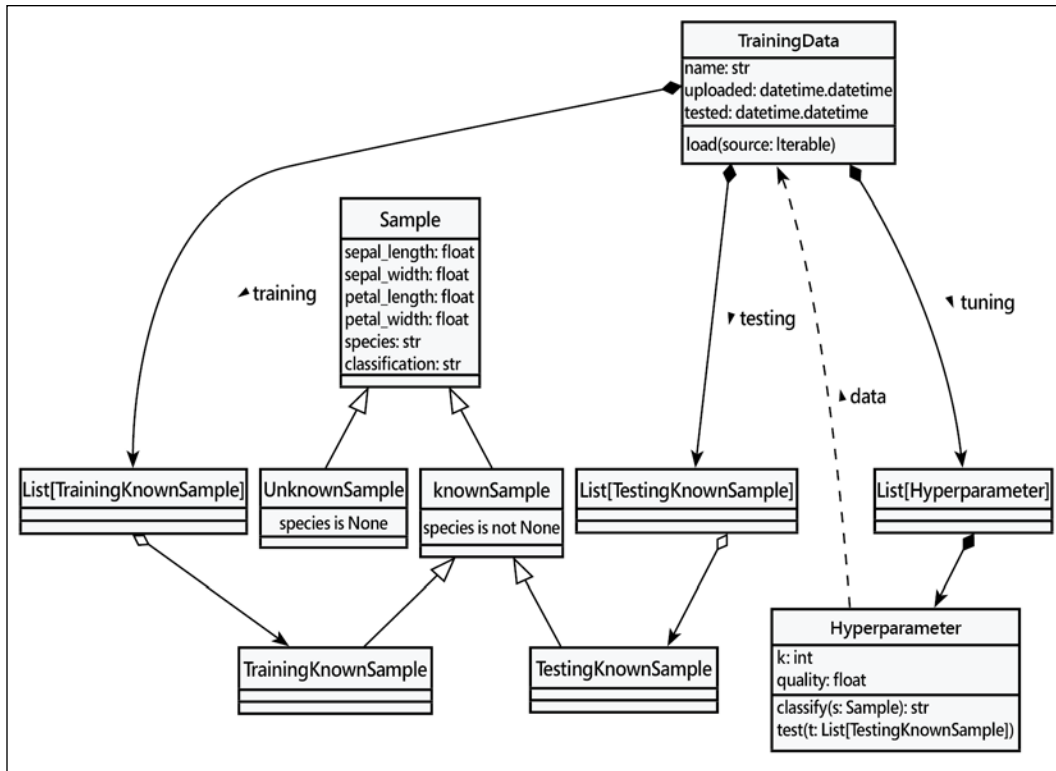 TrainingData
name: str
uploaded: datetime.datetime
tested: datetime.datetime
load(source: Iterable)
Sample
sepal_length: float
sepal_width: float
petal_length: float
petal_width: float
species: str
classification: str
training
testing
tuning
data
List[TrainingKnownSample]
UnknownSample
species is None
knownSample
species is not None
List[TestingKnownSample]
List[Hyperparameter]
TrainingKnownSample
TestingKnownSample
Hyperparameter
k: int
quality: float
classify(s: Sample): str
test(t: List[TestingKnownSample])